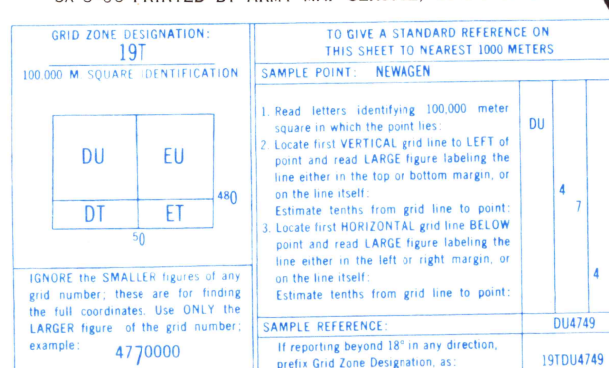 GRID ZONE DESIGNATION:
19T
100,000 M. SQUARE IDENTIFICATION
DU EU
DT ET
480
50
IGNORE the SMALLER figures of any
grid number; these are for finding
the full coordinates. Use ONLY the
LARGER figure of the grid number;
example:
4770000
TO GIVE A STANDARD REFERENCE ON
THIS SHEET TO NEAREST 1000 METERS
SAMPLE POINT: NEWAGEN
1. Read letters identifying 100,000 meter
square in which the point lies: DU
2. Locate first VERTICAL grid line to LEFT of
point and read LARGE figure labeling the
line either in the top or bottom margin, or
on the line itself: 4
Estimate tenths from grid line to point: 7
3. Locate first HORIZONTAL grid line BELOW
point and read LARGE figure labeling the
line either in the left or right margin, or
on the line itself: 4
Estimate tenths from grid line to point:
SAMPLE REFERENCE: DU4749
If reporting beyond 18° in any direction,
prefix Grid Zone Designation, as: 19TDU4749